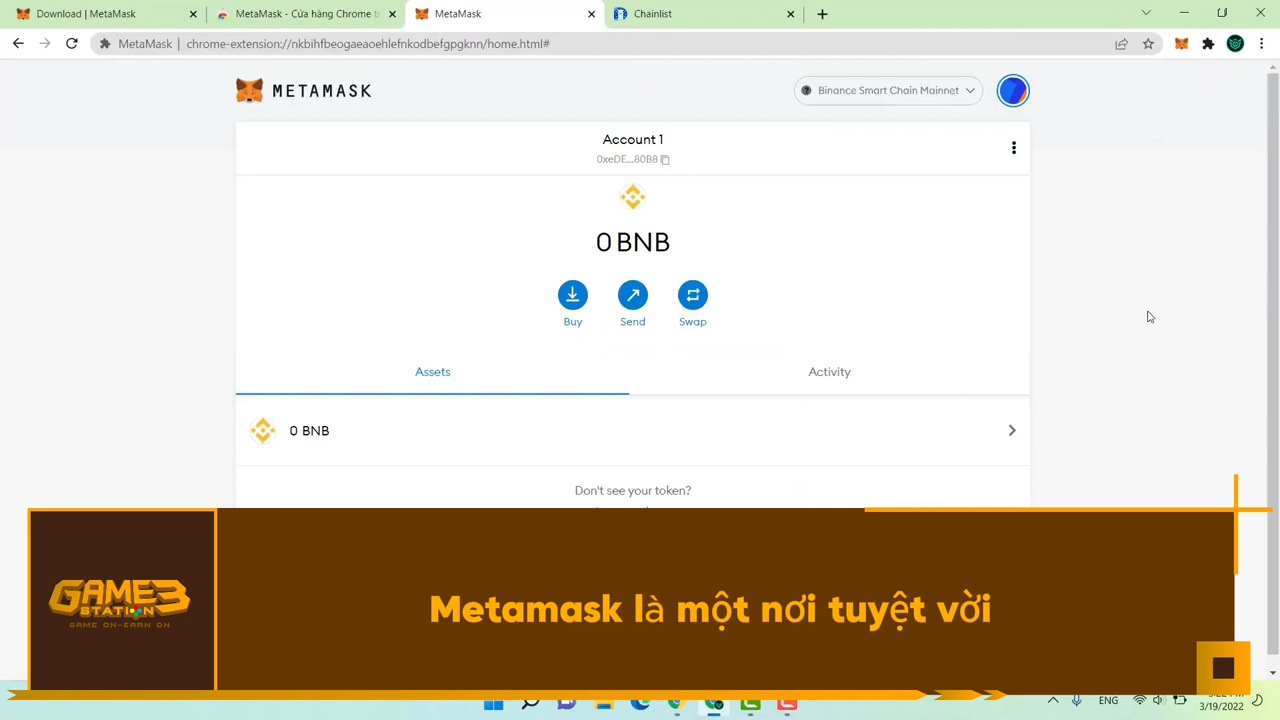 Download | MetaMask
MetaMask - Cửa hàng Chrome t
MetaMask
Chainlist
MetaMask | chrome-extension://nkbihfbeogaeaoehlefnkodbefgpgknn/home.html#
METAMASK
Binance Smart Chain Mainnet
Account 1
0xeDE...80B8
0 BNB
Buy
Send
Swap
Assets
Activity
0 BNB
Don't see your token?
GAME3
STATION
GAME ON-EARN ON
Metamask là một nơi tuyệt vời
ENG
3/19/2022